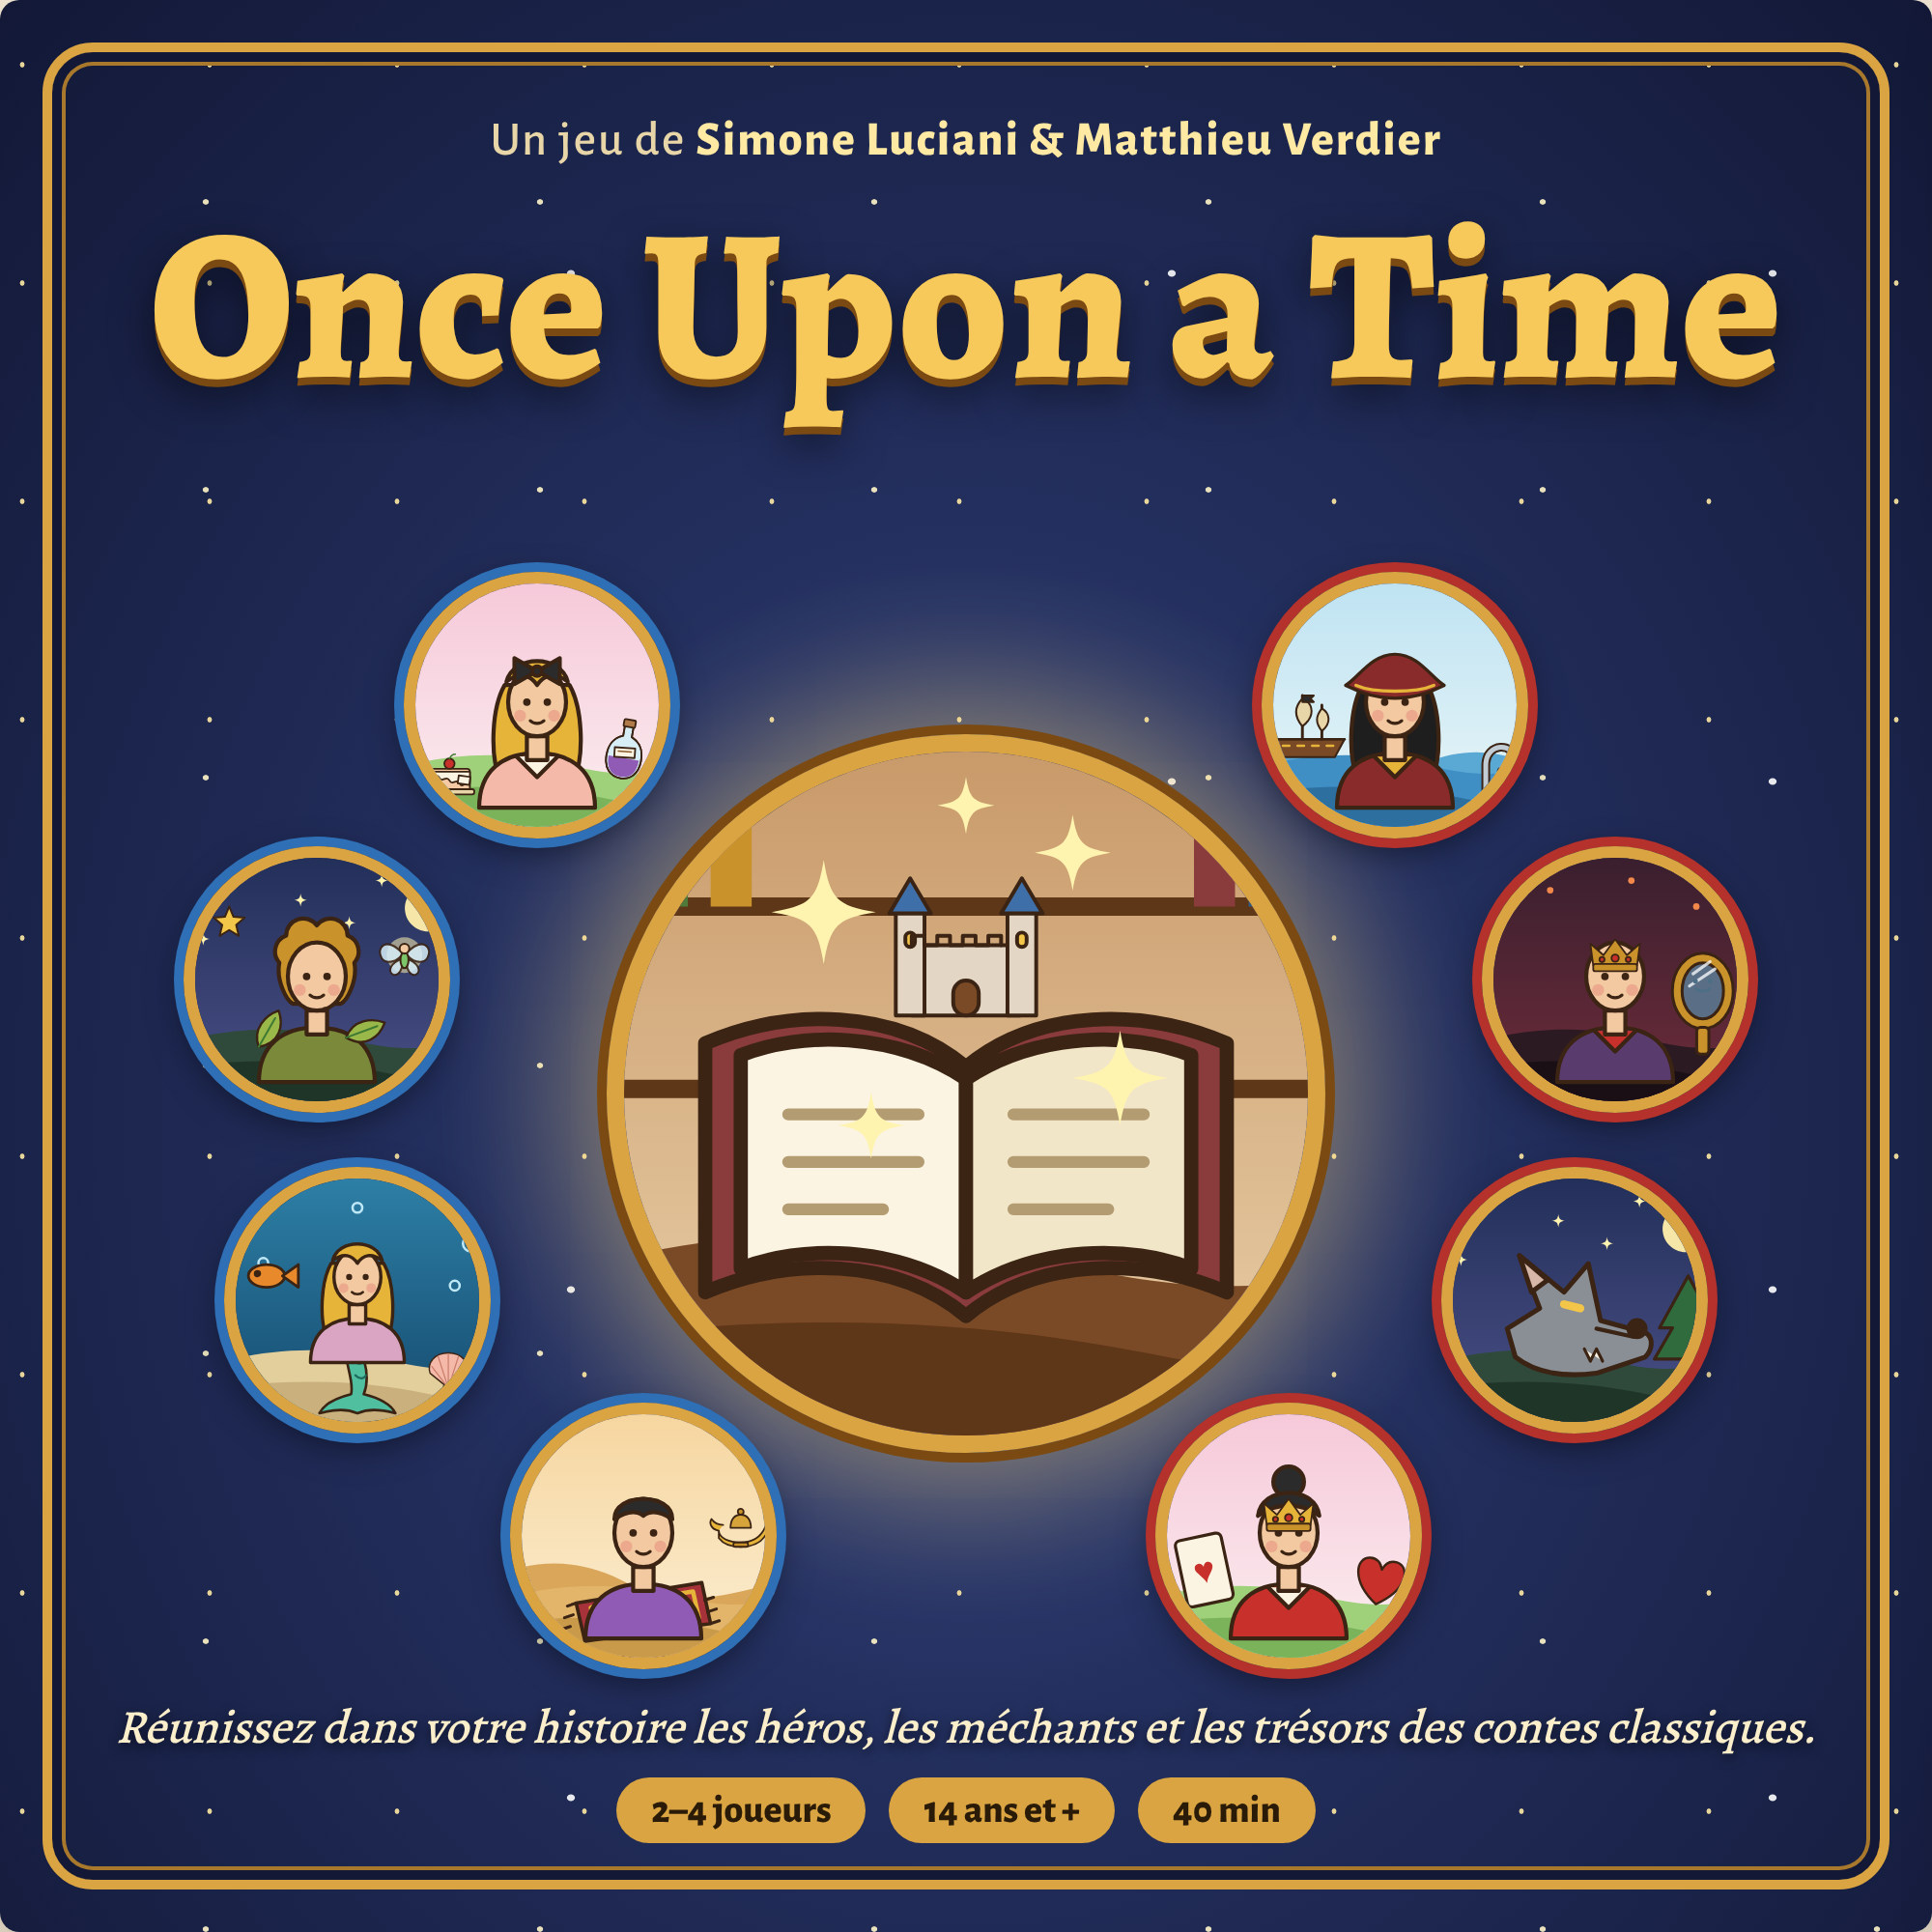 Un jeu de Simone Luciani & Matthieu Verdier
Once Upon a Time
Réunissez dans votre histoire les héros, les méchants et les trésors des contes classiques.
2–4 joueurs
14 ans et +
40 min